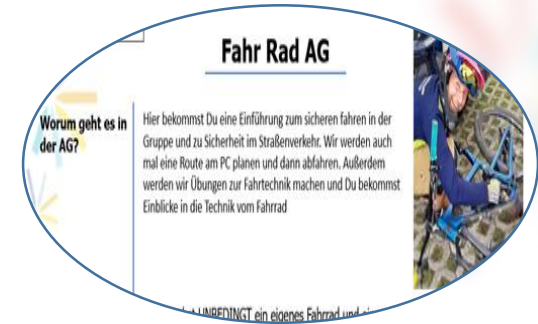 Fahr Rad AG
Worum geht es in
der AG?
Hier bekommst Du eine Einführung zum sicheren fahren in der
Gruppe und zu Sicherheit im Straßenverkehr. Wir werden auch
mal eine Route am PC planen und dann abfahren. Außerdem
werden wir Übungen zur Fahrtechnik machen und Du bekommst
Einblicke in die Technik vom Fahrrad
UNBEDINGT ein eigenes Fahrrad und